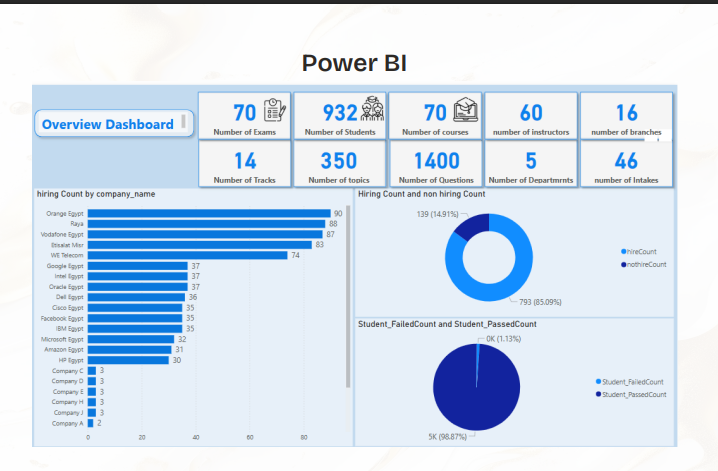 Power BI
Overview Dashboard
70
Number of Exams
932
Number of Students
70
Number of courses
60
number of instructors
16
number of branches
14
Number of Tracks
350
Number of topics
1400
Number of Questions
5
Number of Departmrnts
46
number of Intakes
hiring Count by company_name
Orange Egypt 90
Raya 88
Vodafone Egypt 87
Etisalat Misr 83
WE Telecom 74
Google Egypt 37
Intel Egypt 37
Oracle Egypt 37
Dell Egypt 36
Cisco Egypt 35
Facebook Egypt 35
IBM Egypt 35
Microsoft Egypt 32
Amazon Egypt 31
HP Egypt 30
Company C 3
Company D 3
Company E 3
Company H 3
Company J 3
Company A 2
0 20 40 60 80
Hiring Count and non hiring Count
139 (14.91%)
793 (85.09%)
hireCount
nothireCount
Student_FailedCount and Student_PassedCount
0K (1.13%)
5K (98.87%)
Student_FailedCount
Student_PassedCount